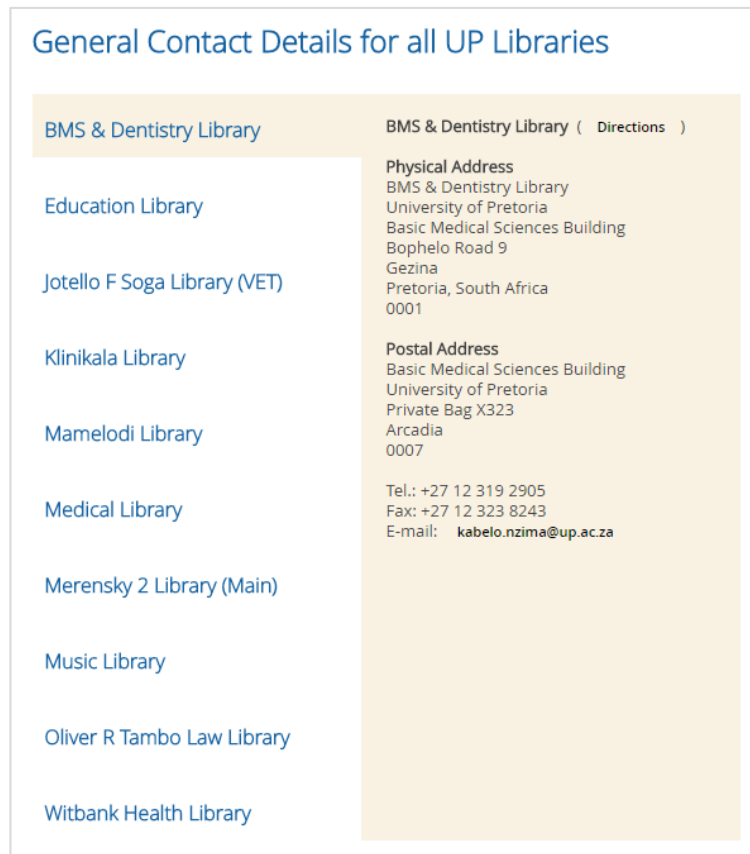 General Contact Details for all UP Libraries
BMS & Dentistry Library
Education Library
Jotello F Soga Library (VET)
Klinikala Library
Mamelodi Library
Medical Library
Merensky 2 Library (Main)
Music Library
Oliver R Tambo Law Library
Witbank Health Library
BMS & Dentistry Library ( Directions )
Physical Address
BMS & Dentistry Library
University of Pretoria
Basic Medical Sciences Building
Bophelo Road 9
Gezina
Pretoria, South Africa
0001
Postal Address
Basic Medical Sciences Building
University of Pretoria
Private Bag X323
Arcadia
0007
Tel.: +27 12 319 2905
Fax: +27 12 323 8243
E-mail: kabelo.nzima@up.ac.za